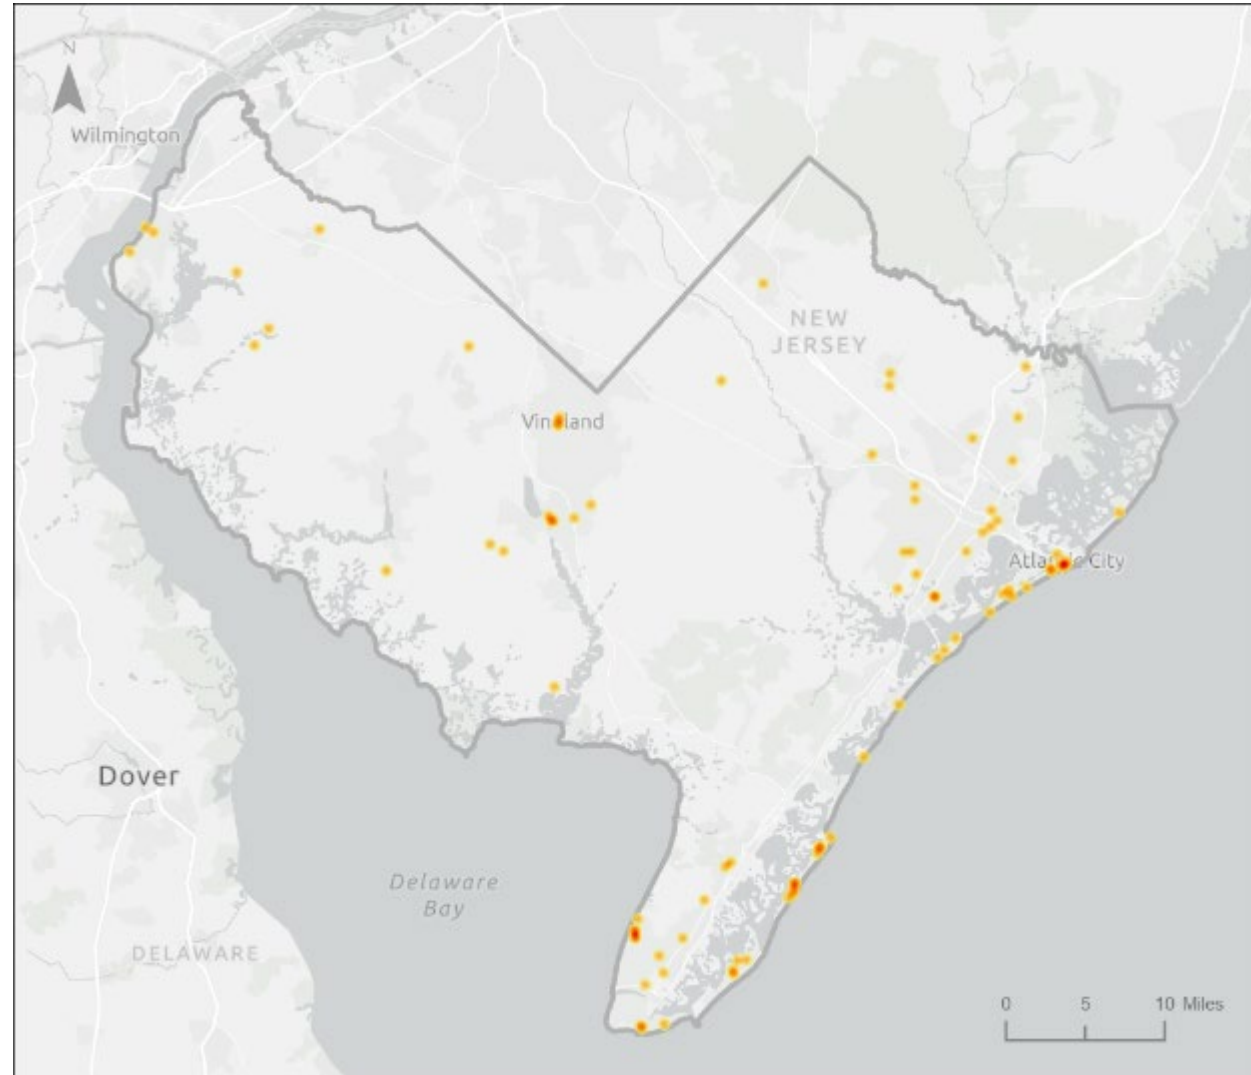 N
Wilmington
NEW
JERSEY
Vineland
Atlantic City
Dover
Delaware
Bay
DELAWARE
0 5 10 Miles